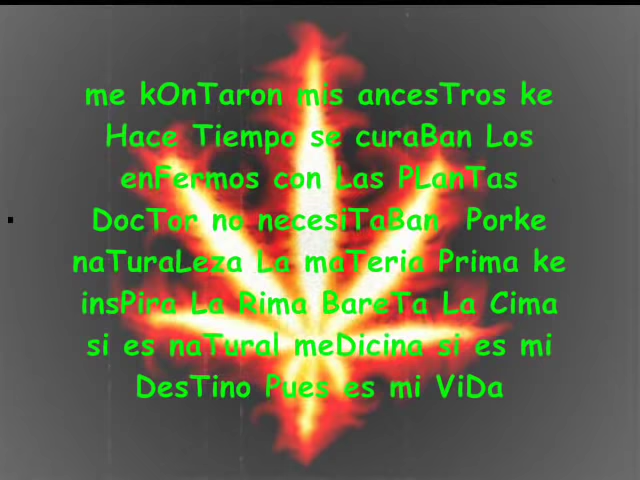 me kOnTaron mis ancesTros ke
Hace Tiempo se curaBan Los
enFermos con Las PLanTas
DocTor no necesiTaBan Porke
naTuraLeza La maTeria Prima ke
insPira La Rima BareTa La Cima
si es naTural meDicina si es mi
DesTino Pues es mi ViDa